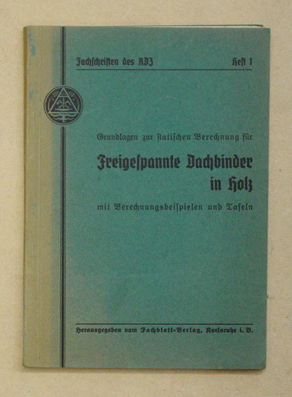 Fachschriften des RDZ Heft 1
Grundlagen zur statischen Berechnung für
Freigespannte Dachbinder
in Holz
mit Berechnungsbeispielen und Tafeln
Herausgegeben vom Fachblatt-Verlag, Karlsruhe i. B.